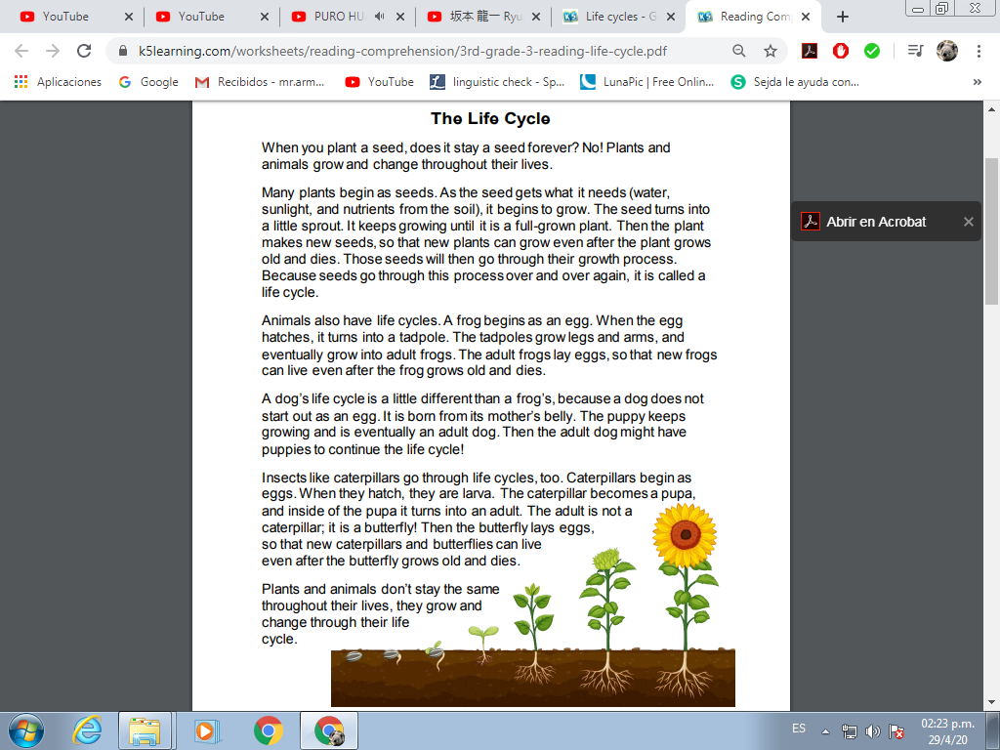 YouTube
YouTube
PURO HU
坂本 龍一 Ryu
Life cycles - G
Reading Com
k5learning.com/worksheets/reading-comprehension/3rd-grade-3-reading-life-cycle.pdf
Aplicaciones
Google
Recibidos - mr.arm...
YouTube
linguistic check - Sp...
LunaPic | Free Onlin...
Sejda le ayuda con...
»
The Life Cycle
When you plant a seed, does it stay a seed forever? No! Plants and
animals grow and change throughout their lives.
Many plants begin as seeds. As the seed gets what it needs (water,
sunlight, and nutrients from the soil), it begins to grow. The seed turns into
a little sprout. It keeps growing until it is a full-grown plant. Then the plant
makes new seeds, so that new plants can grow even after the plant grows
old and dies. Those seeds will then go through their growth process.
Because seeds go through this process over and over again, it is called a
life cycle.
Abrir en Acrobat
Animals also have life cycles. A frog begins as an egg. When the egg
hatches, it turns into a tadpole. The tadpoles grow legs and arms, and
eventually grow into adult frogs. The adult frogs lay eggs, so that new frogs
can live even after the frog grows old and dies.
A dog's life cycle is a little different than a frog's, because a dog does not
start out as an egg. It is born from its mother's belly. The puppy keeps
growing and is eventually an adult dog. Then the adult dog might have
puppies to continue the life cycle!
Insects like caterpillars go through life cycles, too. Caterpillars begin as
eggs. When they hatch, they are larva. The caterpillar becomes a pupa,
and inside of the pupa it turns into an adult. The adult is not a
caterpillar; it is a butterfly! Then the butterfly lays eggs,
so that new caterpillars and butterflies can live
even after the butterfly grows old and dies.
Plants and animals don't stay the same
throughout their lives, they grow and
change through their life
cycle.
ES
02:23 p.m.
29/4/20